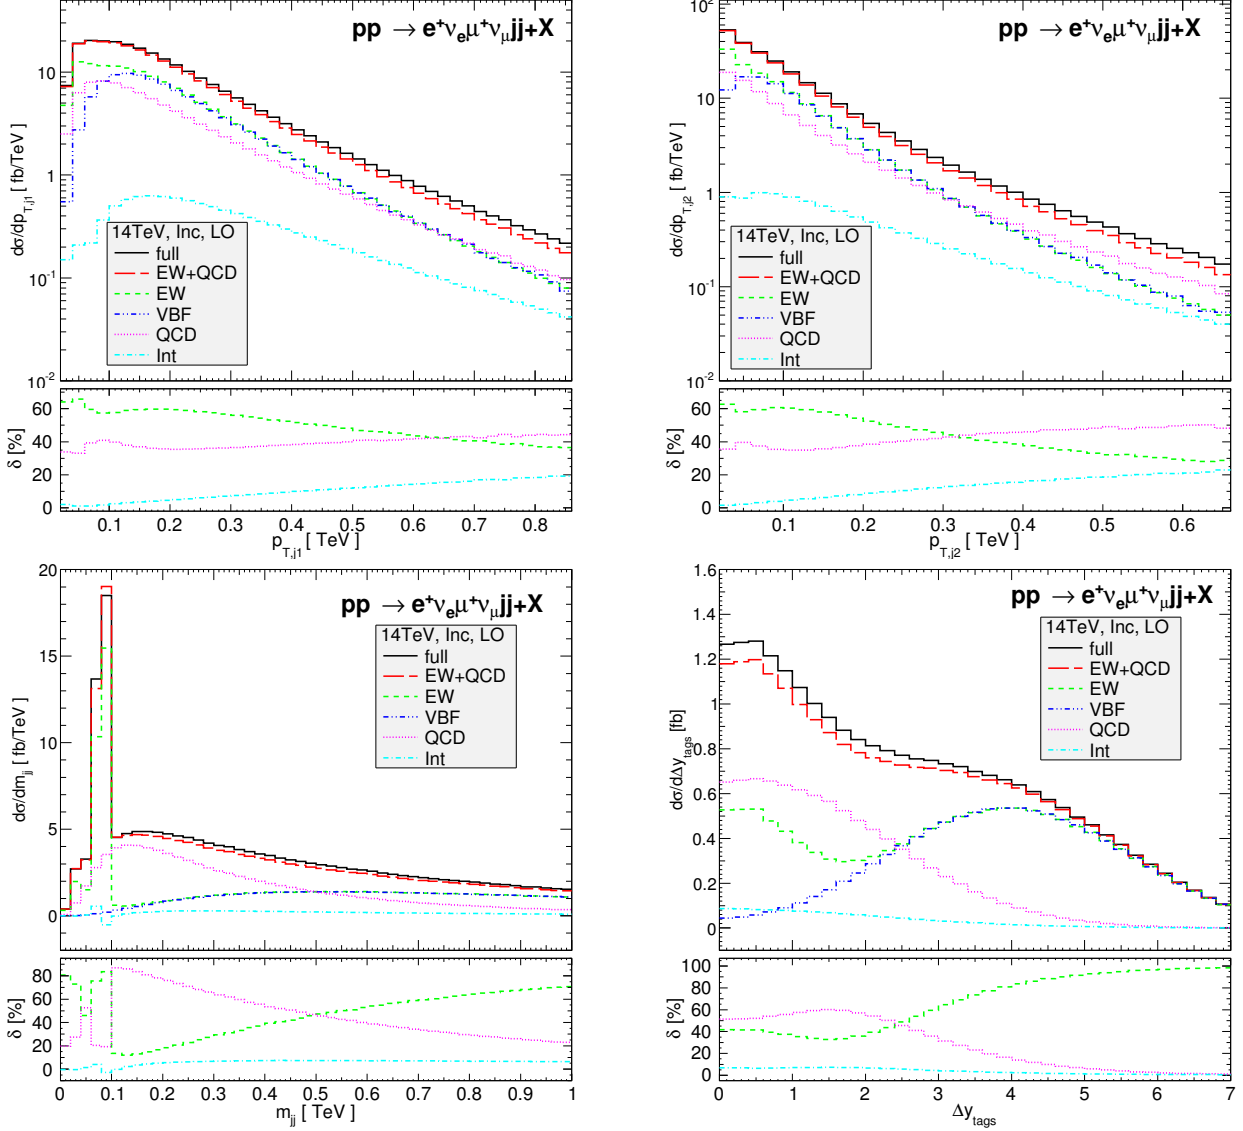 pp → e⁺νₑμ⁺ν_μjj+X
dσ/dp_T,j1 [ fb/TeV ]
10
1
10⁻¹
10⁻²
14TeV, Inc, LO
full
EW+QCD
EW
VBF
QCD
Int
δ [%]
60
40
20
0
0.1 0.2 0.3 0.4 0.5 0.6 0.7 0.8
p_T,j1 [ TeV ]
pp → e⁺νₑμ⁺ν_μjj+X
dσ/dp_T,j2 [ fb/TeV ]
10²
10
1
10⁻¹
10⁻²
14TeV, Inc, LO
full
EW+QCD
EW
VBF
QCD
Int
δ [%]
60
40
20
0
0.1 0.2 0.3 0.4 0.5 0.6
p_T,j2 [ TeV ]
pp → e⁺νₑμ⁺ν_μjj+X
dσ/dm_jj [ fb/TeV ]
20
15
10
5
0
14TeV, Inc, LO
full
EW+QCD
EW
VBF
QCD
Int
δ [%]
80
60
40
20
0
0 0.1 0.2 0.3 0.4 0.5 0.6 0.7 0.8 0.9 1
m_jj [ TeV ]
pp → e⁺νₑμ⁺ν_μjj+X
dσ/dΔy_tags [fb]
1.6
1.4
1.2
1.0
0.8
0.6
0.4
0.2
0
14TeV, Inc, LO
full
EW+QCD
EW
VBF
QCD
Int
δ [%]
100
80
60
40
20
0
0 1 2 3 4 5 6 7
Δy_tags